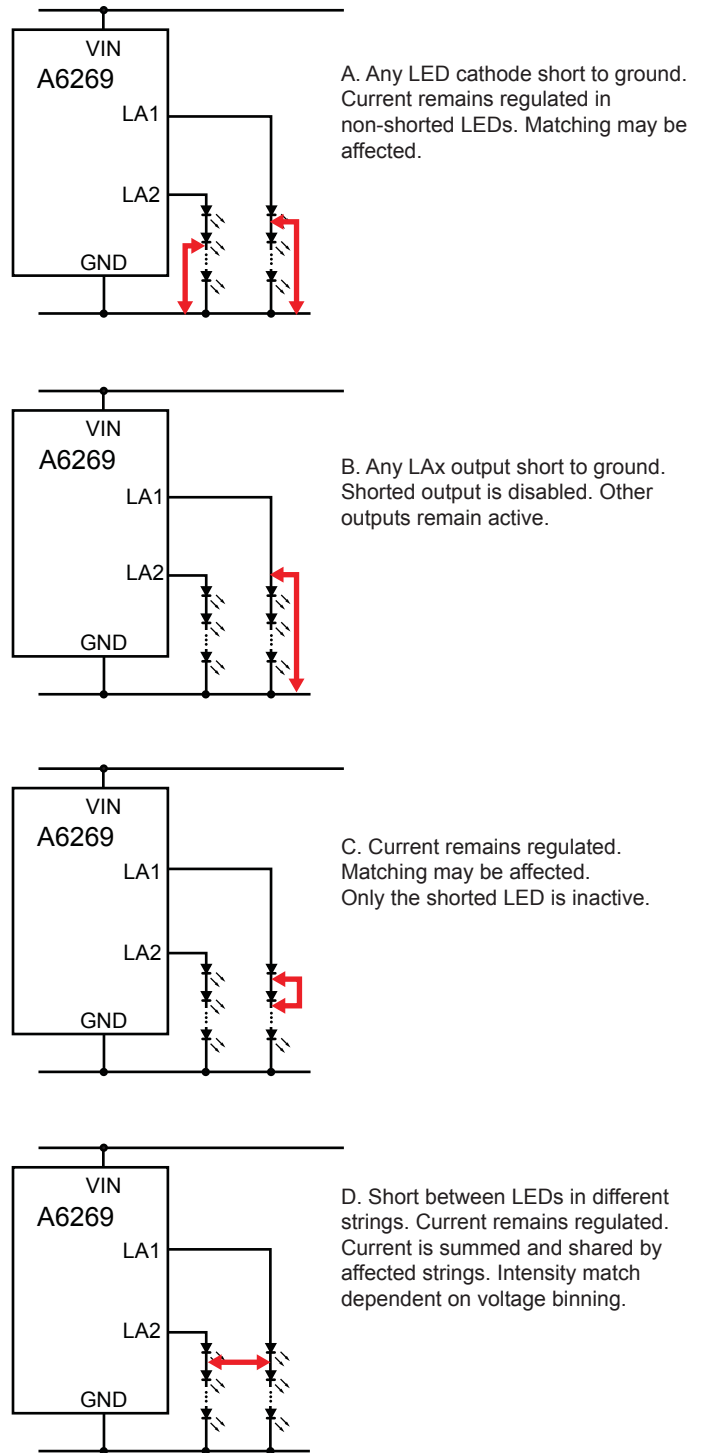 VIN
A6269
LA1
LA2
GND
A. Any LED cathode short to ground.
Current remains regulated in
non-shorted LEDs. Matching may be
affected.
VIN
A6269
LA1
LA2
GND
B. Any LAx output short to ground.
Shorted output is disabled. Other
outputs remain active.
VIN
A6269
LA1
LA2
GND
C. Current remains regulated.
Matching may be affected.
Only the shorted LED is inactive.
VIN
A6269
LA1
LA2
GND
D. Short between LEDs in different
strings. Current remains regulated.
Current is summed and shared by
affected strings. Intensity match
dependent on voltage binning.